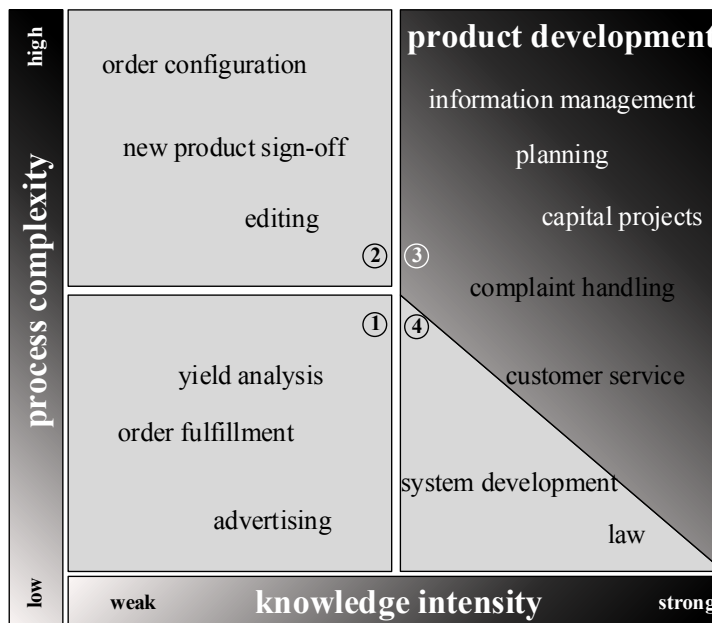 high
process complexity
low
order configuration
new product sign-off
editing
2
product development
information management
planning
capital projects
3
complaint handling
customer service
1
yield analysis
order fulfillment
advertising
4
system development
law
weak
knowledge intensity
strong